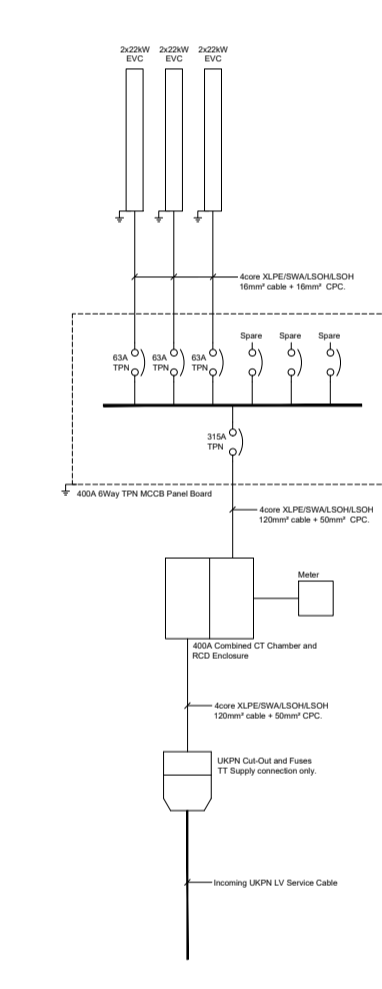 2x22kW 2x22kW 2x22kW
EVC EVC EVC
4core XLPE/SWA/LSOH/LSOH
16mm² cable + 16mm² CPC.
Spare Spare Spare
63A 63A 63A
TPN TPN TPN
315A
TPN
400A 6Way TPN MCCB Panel Board
4core XLPE/SWA/LSOH/LSOH
120mm² cable + 50mm² CPC.
Meter
400A Combined CT Chamber and
RCD Enclosure
4core XLPE/SWA/LSOH/LSOH
120mm² cable + 50mm² CPC.
UKPN Cut-Out and Fuses
TT Supply connection only.
Incoming UKPN LV Service Cable